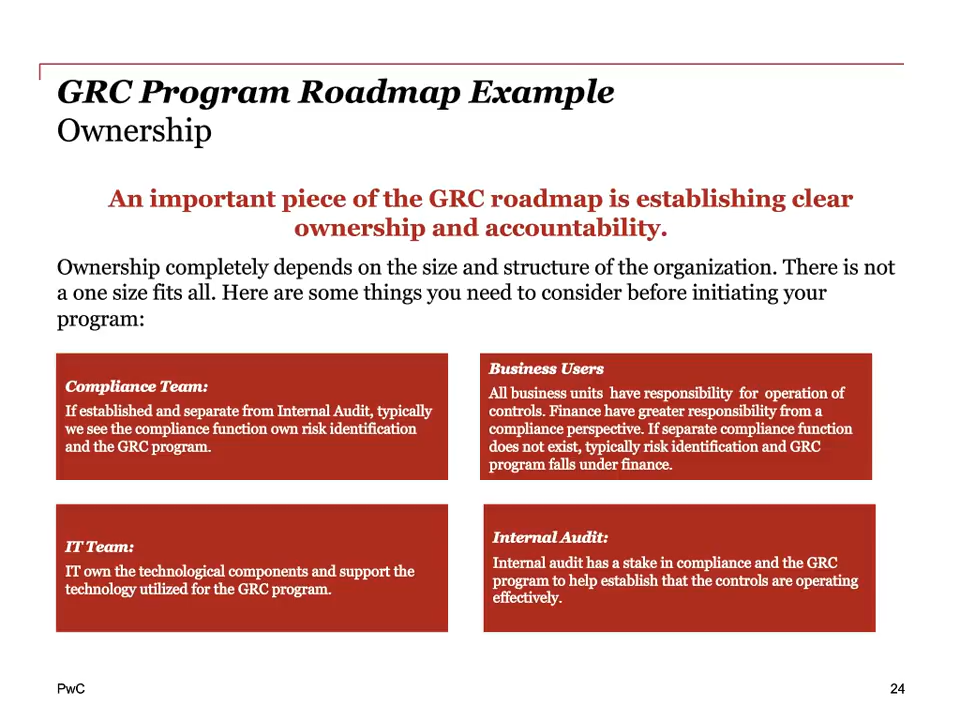 GRC Program Roadmap Example
Ownership
An important piece of the GRC roadmap is establishing clear
ownership and accountability.
Ownership completely depends on the size and structure of the organization. There is not
a one size fits all. Here are some things you need to consider before initiating your
program:
Compliance Team:
If established and separate from Internal Audit, typically
we see the compliance function own risk identification
and the GRC program.
Business Users
All business units have responsibility for operation of
controls. Finance have greater responsibility from a
compliance perspective. If separate compliance function
does not exist, typically risk identification and GRC
program falls under finance.
IT Team:
IT own the technological components and support the
technology utilized for the GRC program.
Internal Audit:
Internal audit has a stake in compliance and the GRC
program to help establish that the controls are operating
effectively.
PwC
24